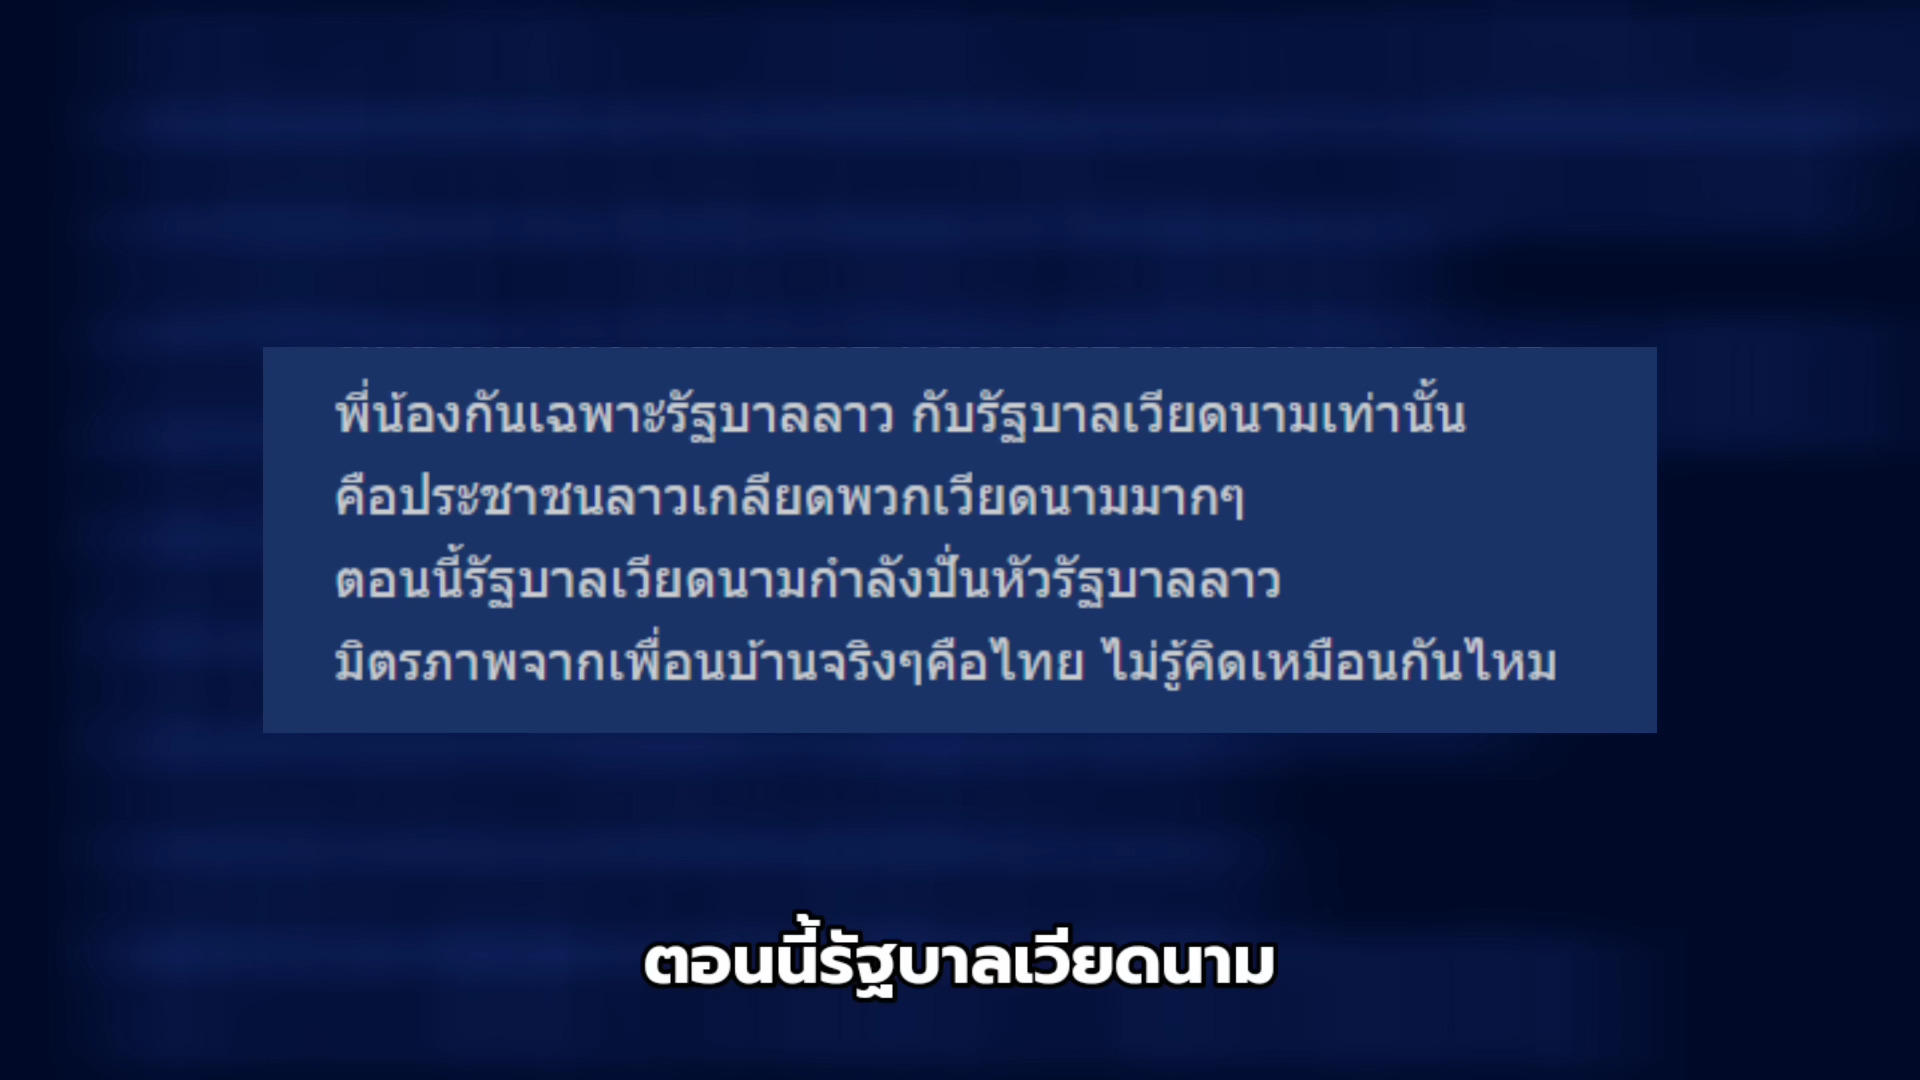 พี่น้องกันเฉพาะรัฐบาลลาว กับรัฐบาลเวียดนามเท่านั้น
คือประชาชนลาวเกลียดพวกเวียดนามมากๆ
ตอนนี้รัฐบาลเวียดนามกำลังปั่นหัวรัฐบาลลาว
มิตรภาพจากเพื่อนบ้านจริงๆคือไทย ไม่รู้คิดเหมือนกันไหม
ตอนนี้รัฐบาลเวียดนาม